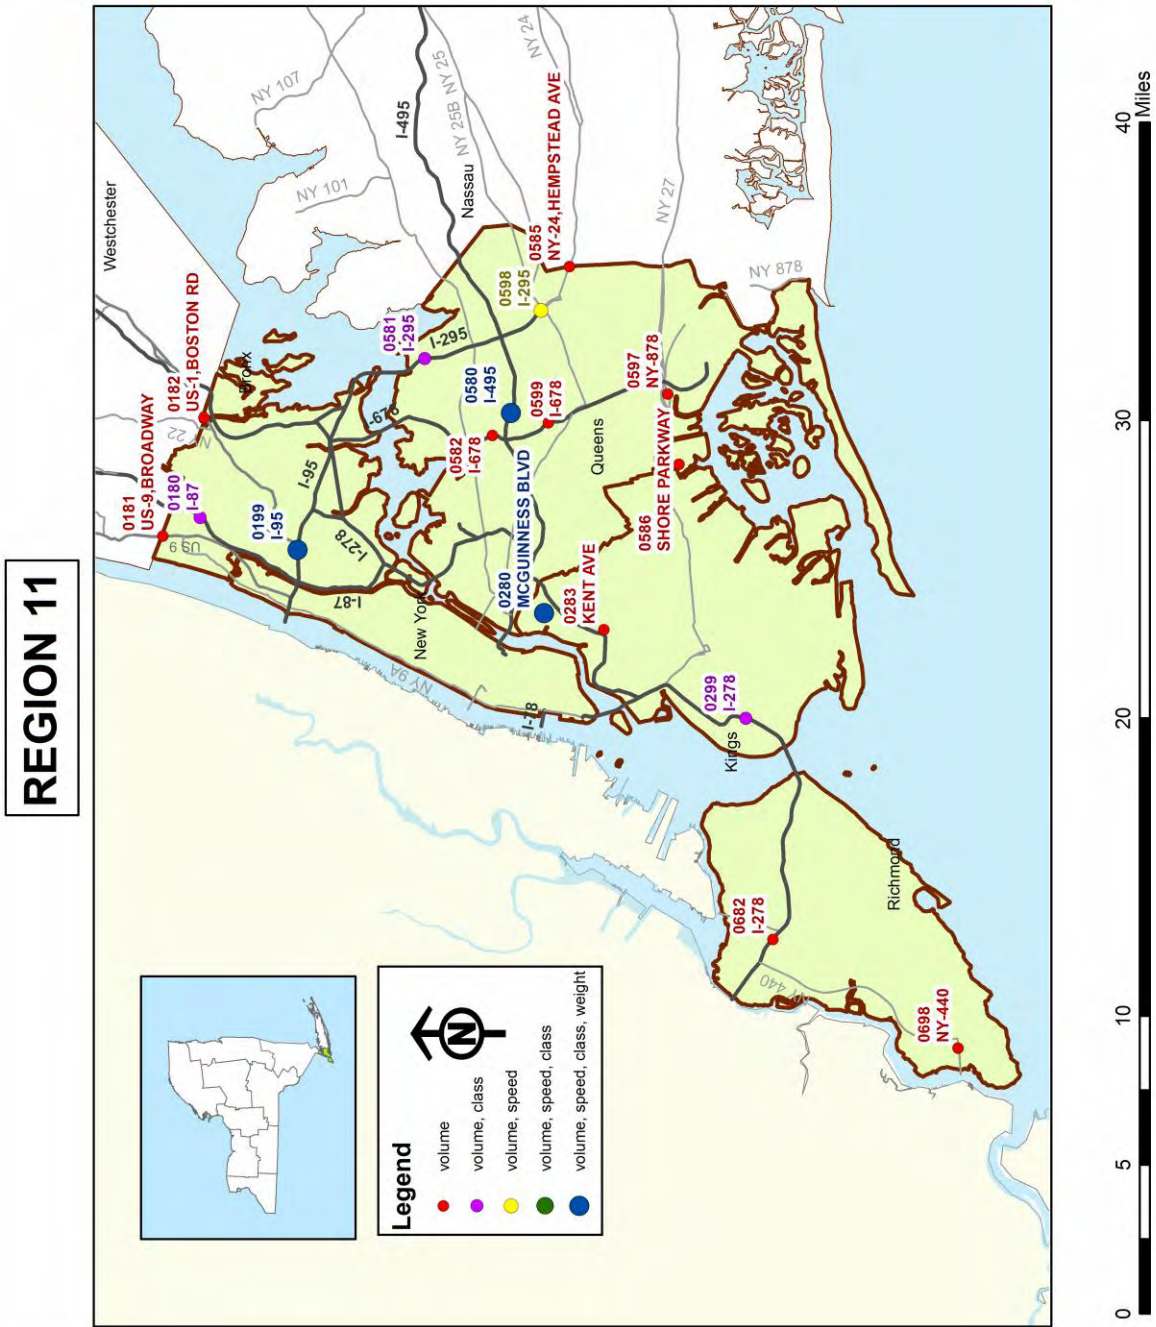 REGION 11
Westchester
NY 107
NY 101
I-495
NY 25B
NY 25
NY 24
Nassau
0181
US-9,BROADWAY
0182
US-1,BOSTON RD
0180
I-87
NY 22
Bronx
US 9
0199
I-95
I-95
I-278
I-87
I-678
0581
I-295
I-295
0598
I-295
0585
NY-24,HEMPSTEAD AVE
0580
I-495
0582
I-678
0599
I-678
NY 27
0597
NY-878
NY 878
Queens
0586
SHORE PARKWAY
0280
MCGUINNESS BLVD
0283
KENT AVE
New York
NY 9A
I-78
0299
I-278
Kings
Richmond
0682
I-278
NY 440
0698
NY-440
N
Legend
volume
volume, class
volume, speed
volume, speed, class
volume, speed, class, weight
0 5 10 20 30 40
Miles